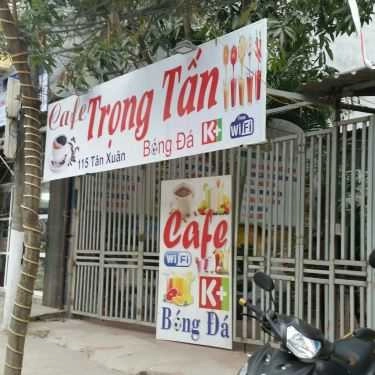 Cafe Trọng Tấn
115 Tân Xuân
Bóng Đá K+ WiFi
Cafe
WiFi
K+
Bóng Đá